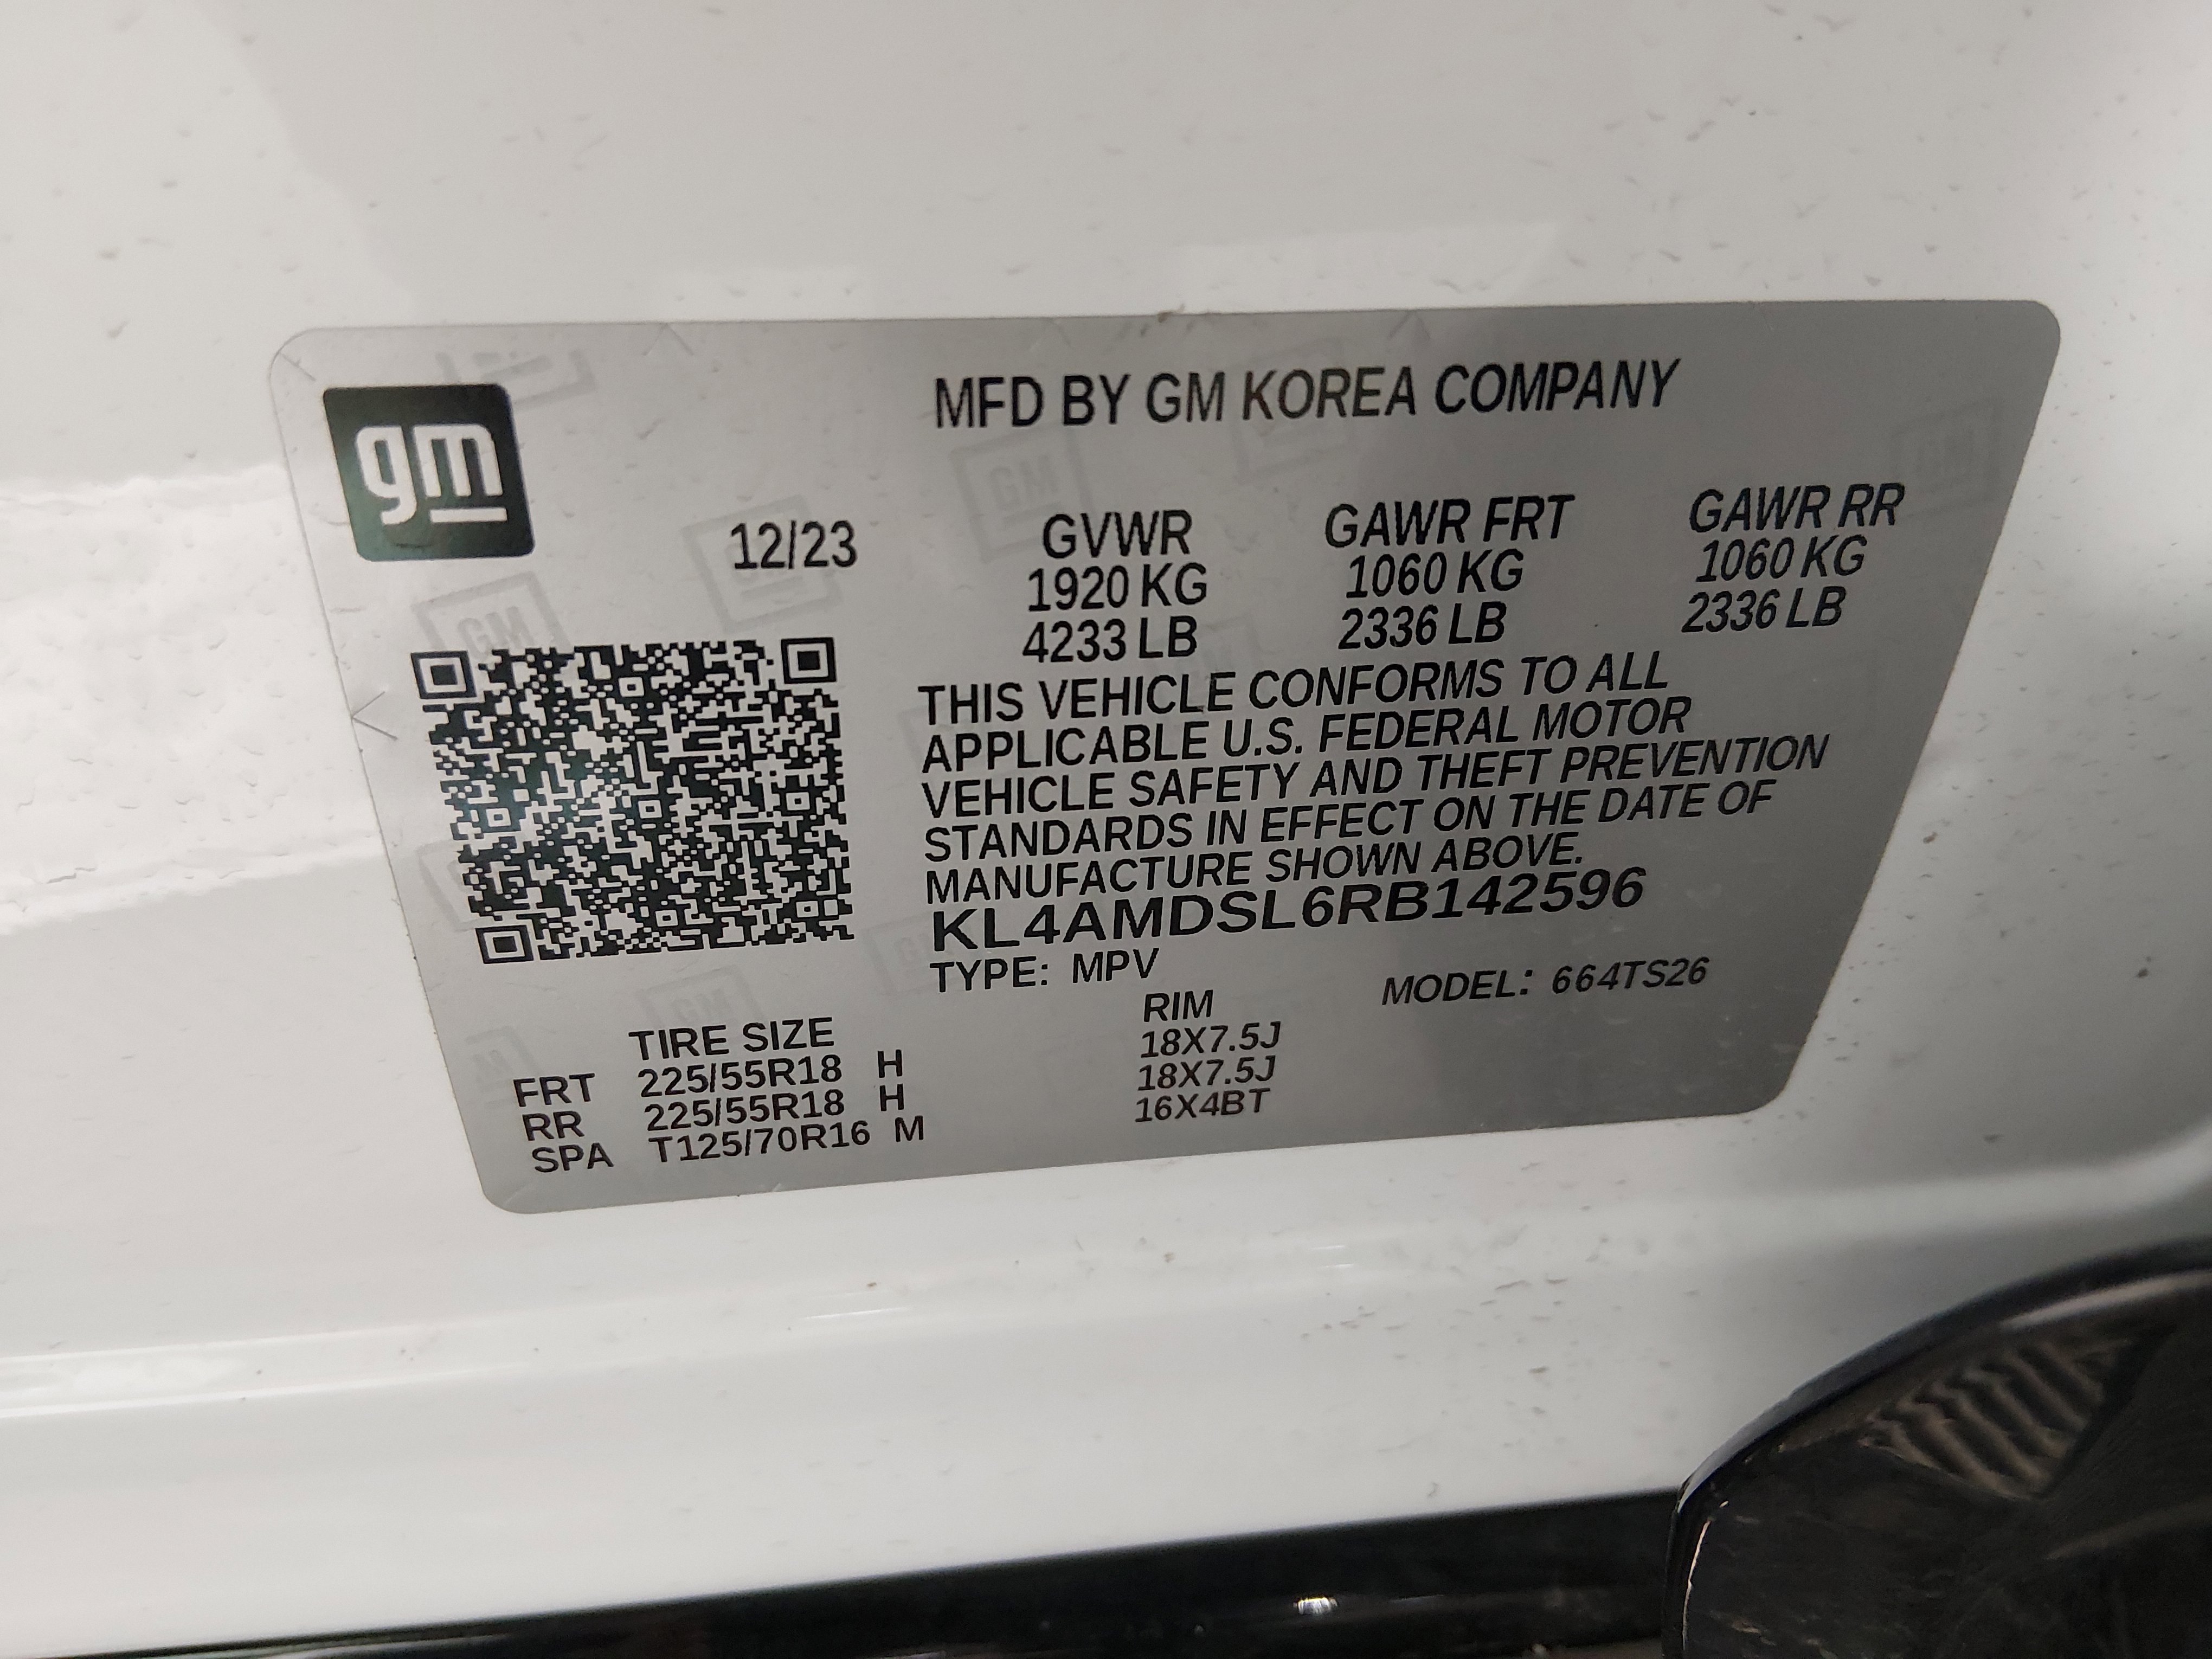 gm
MFD BY GM KOREA COMPANY
12/23 GVWR GAWR FRT GAWR RR
1920 KG 1060 KG 1060 KG
4233 LB 2336 LB 2336 LB
THIS VEHICLE CONFORMS TO ALL
APPLICABLE U.S. FEDERAL MOTOR
VEHICLE SAFETY AND THEFT PREVENTION
STANDARDS IN EFFECT ON THE DATE OF
MANUFACTURE SHOWN ABOVE.
KL4AMDSL6RB142596
TYPE: MPV MODEL: 664TS26
TIRE SIZE RIM
FRT 225/55R18 H 18X7.5J
RR 225/55R18 H 18X7.5J
SPA T125/70R16 M 16X4BT